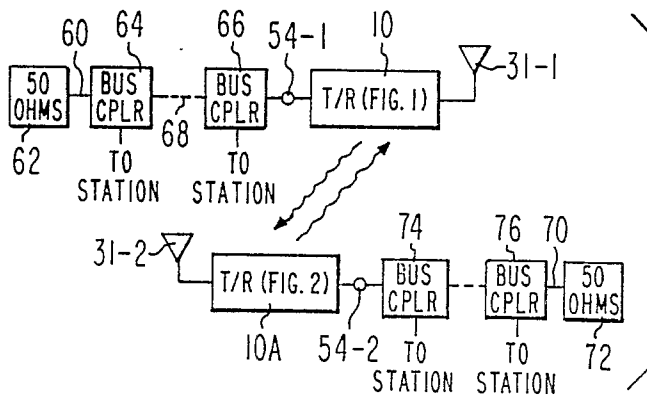 60 64 66 54-1 10
31-1
50 OHMS
BUS CPLR
BUS CPLR
T/R (FIG. 1)
62
68
TO STATION
TO STATION
31-2
74
76
70
T/R (FIG. 2)
BUS CPLR
BUS CPLR
50 OHMS
10A
54-2
72
TO STATION
TO STATION